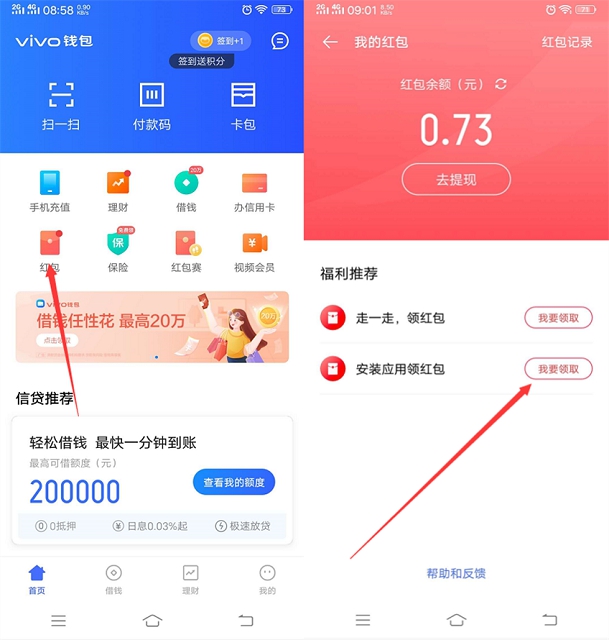 2G 4G 08:58 0.90 KB/s 73
vivo 钱包
签到+1
签到送积分
扫一扫
付款码
卡包
手机充值
理财
20万
借钱
办信用卡
红包
免费领
保
保险
红包赛
视频会员
vivo钱包
借钱任性花 最高20万
20万
信贷推荐
轻松借钱 最快一分钟到账
最高可借额度（元）
200000
查看我的额度
0抵押
日息0.03%起
极速放贷
首页
借钱
理财
我的
2G 4G 09:01 8.50 KB/s 73
我的红包
红包记录
红包余额（元）
0.73
去提现
福利推荐
走一走，领红包
我要领取
安装应用领红包
我要领取
帮助和反馈